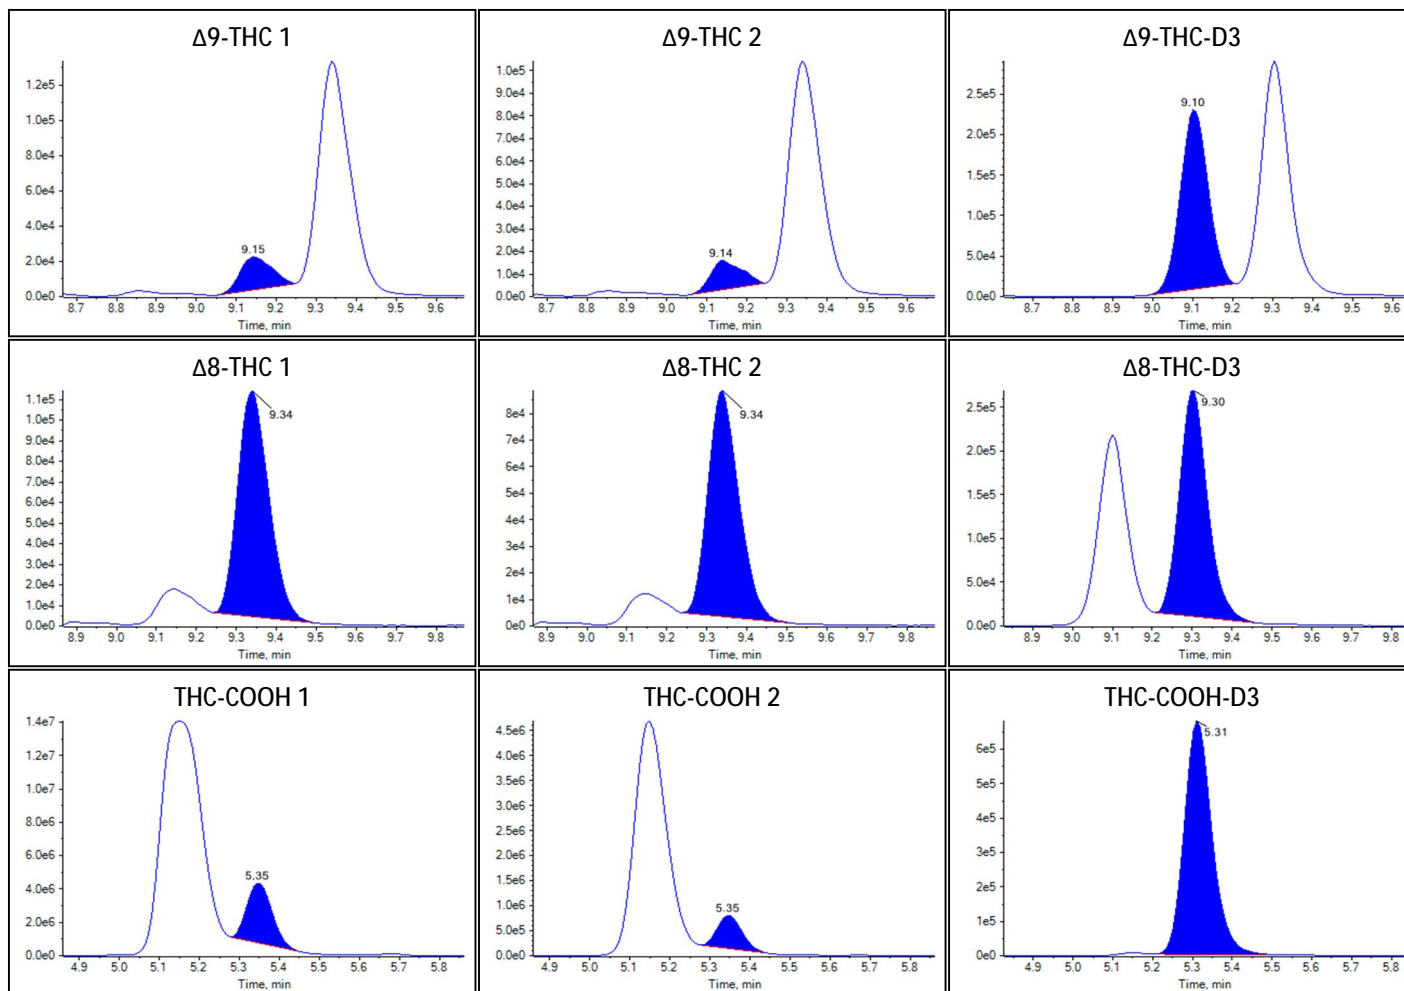 Δ9-THC 1
1.2e5
1.0e5
8.0e4
6.0e4
4.0e4
2.0e4
0.0e0
9.15
8.7 8.8 8.9 9.0 9.1 9.2 9.3 9.4 9.5 9.6
Time, min
Δ9-THC 2
1.0e5
9.0e4
8.0e4
7.0e4
6.0e4
5.0e4
4.0e4
3.0e4
2.0e4
1.0e4
0.0e0
9.14
8.7 8.8 8.9 9.0 9.1 9.2 9.3 9.4 9.5 9.6
Time, min
Δ9-THC-D3
2.5e5
2.0e5
1.5e5
1.0e5
5.0e4
0.0e0
9.10
8.7 8.8 8.9 9.0 9.1 9.2 9.3 9.4 9.5 9.6
Time, min
Δ8-THC 1
1.1e5
1.0e5
9.0e4
8.0e4
7.0e4
6.0e4
5.0e4
4.0e4
3.0e4
2.0e4
1.0e4
0.0e0
9.34
8.9 9.0 9.1 9.2 9.3 9.4 9.5 9.6 9.7 9.8
Time, min
Δ8-THC 2
8e4
7e4
6e4
5e4
4e4
3e4
2e4
1e4
0e0
9.34
8.9 9.0 9.1 9.2 9.3 9.4 9.5 9.6 9.7 9.8
Time, min
Δ8-THC-D3
2.5e5
2.0e5
1.5e5
1.0e5
5.0e4
0.0e0
9.30
8.9 9.0 9.1 9.2 9.3 9.4 9.5 9.6 9.7 9.8
Time, min
THC-COOH 1
1.4e7
1.2e7
1.0e7
8.0e6
6.0e6
4.0e6
2.0e6
0.0e0
5.35
4.9 5.0 5.1 5.2 5.3 5.4 5.5 5.6 5.7 5.8
Time, min
THC-COOH 2
4.5e6
4.0e6
3.5e6
3.0e6
2.5e6
2.0e6
1.5e6
1.0e6
5.0e5
0.0e0
5.35
4.9 5.0 5.1 5.2 5.3 5.4 5.5 5.6 5.7 5.8
Time, min
THC-COOH-D3
6e5
5e5
4e5
3e5
2e5
1e5
0e0
5.31
4.9 5.0 5.1 5.2 5.3 5.4 5.5 5.6 5.7 5.8
Time, min